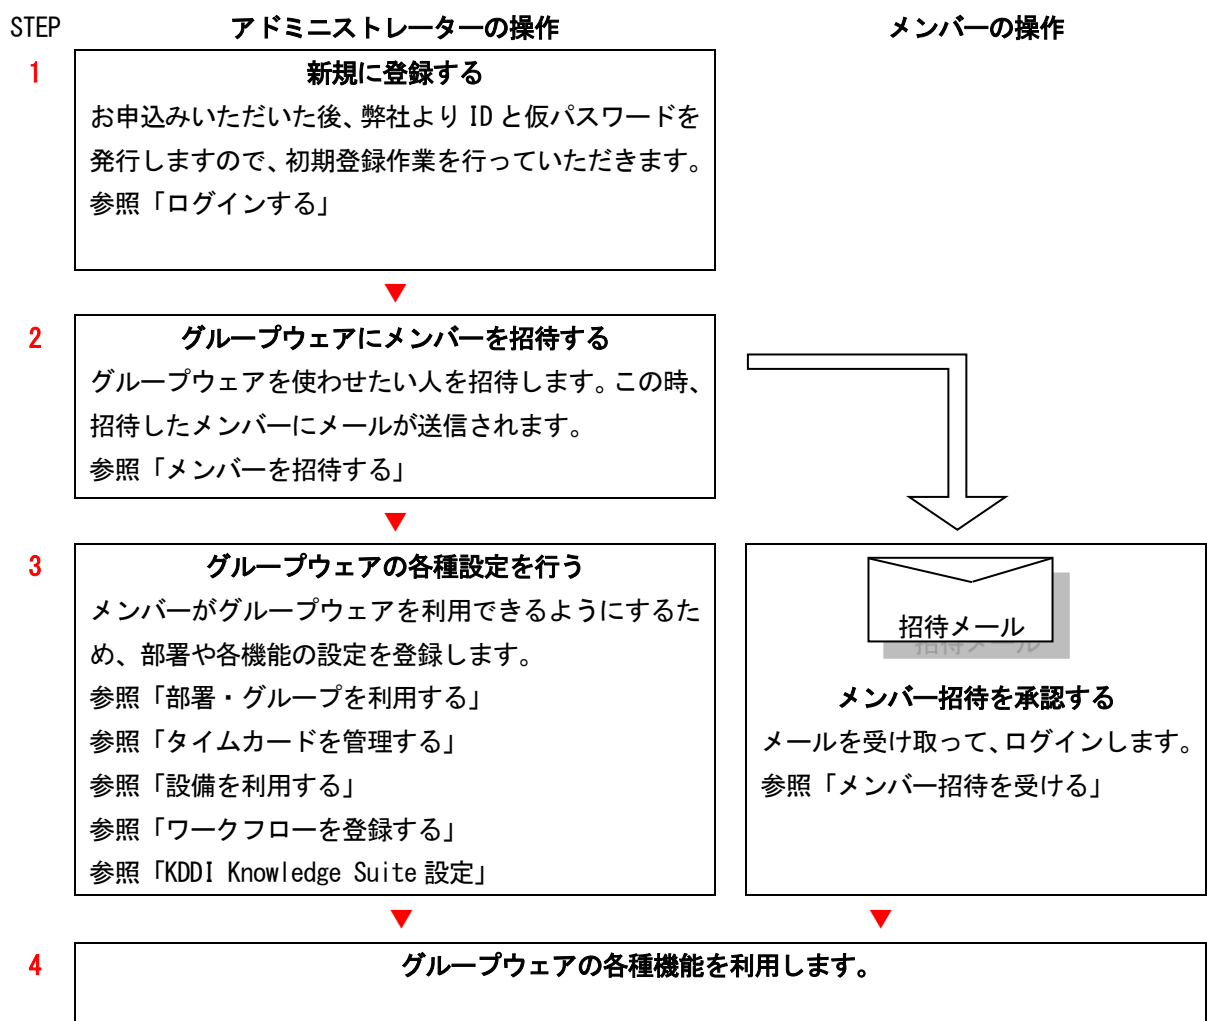 STEP アドミニストレーターの操作 メンバーの操作
1 新規に登録する
お申込みいただいた後、弊社より ID と仮パスワードを
発行しますので、初期登録作業を行っていただきます。
参照「ログインする」
2 グループウェアにメンバーを招待する
グループウェアを使わせたい人を招待します。この時、
招待したメンバーにメールが送信されます。
参照「メンバーを招待する」
3 グループウェアの各種設定を行う
メンバーがグループウェアを利用できるようにするた
め、部署や各機能の設定を登録します。
参照「部署・グループを利用する」
参照「タイムカードを管理する」
参照「設備を利用する」
参照「ワークフローを登録する」
参照「KDDI Knowledge Suite 設定」
招待メール
メンバー招待を承認する
メールを受け取って、ログインします。
参照「メンバー招待を受ける」
4 グループウェアの各種機能を利用します。